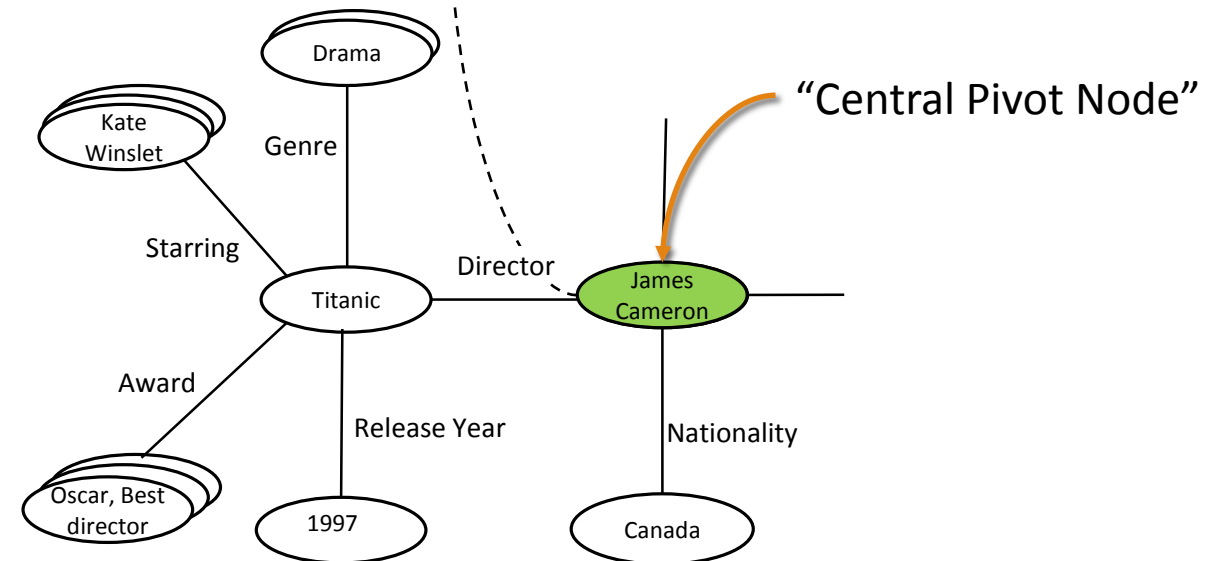 Drama
“Central Pivot Node”
Kate
Winslet
Genre
Starring
Director
James
Cameron
Titanic
Award
Release Year
Nationality
Oscar, Best
director
1997
Canada